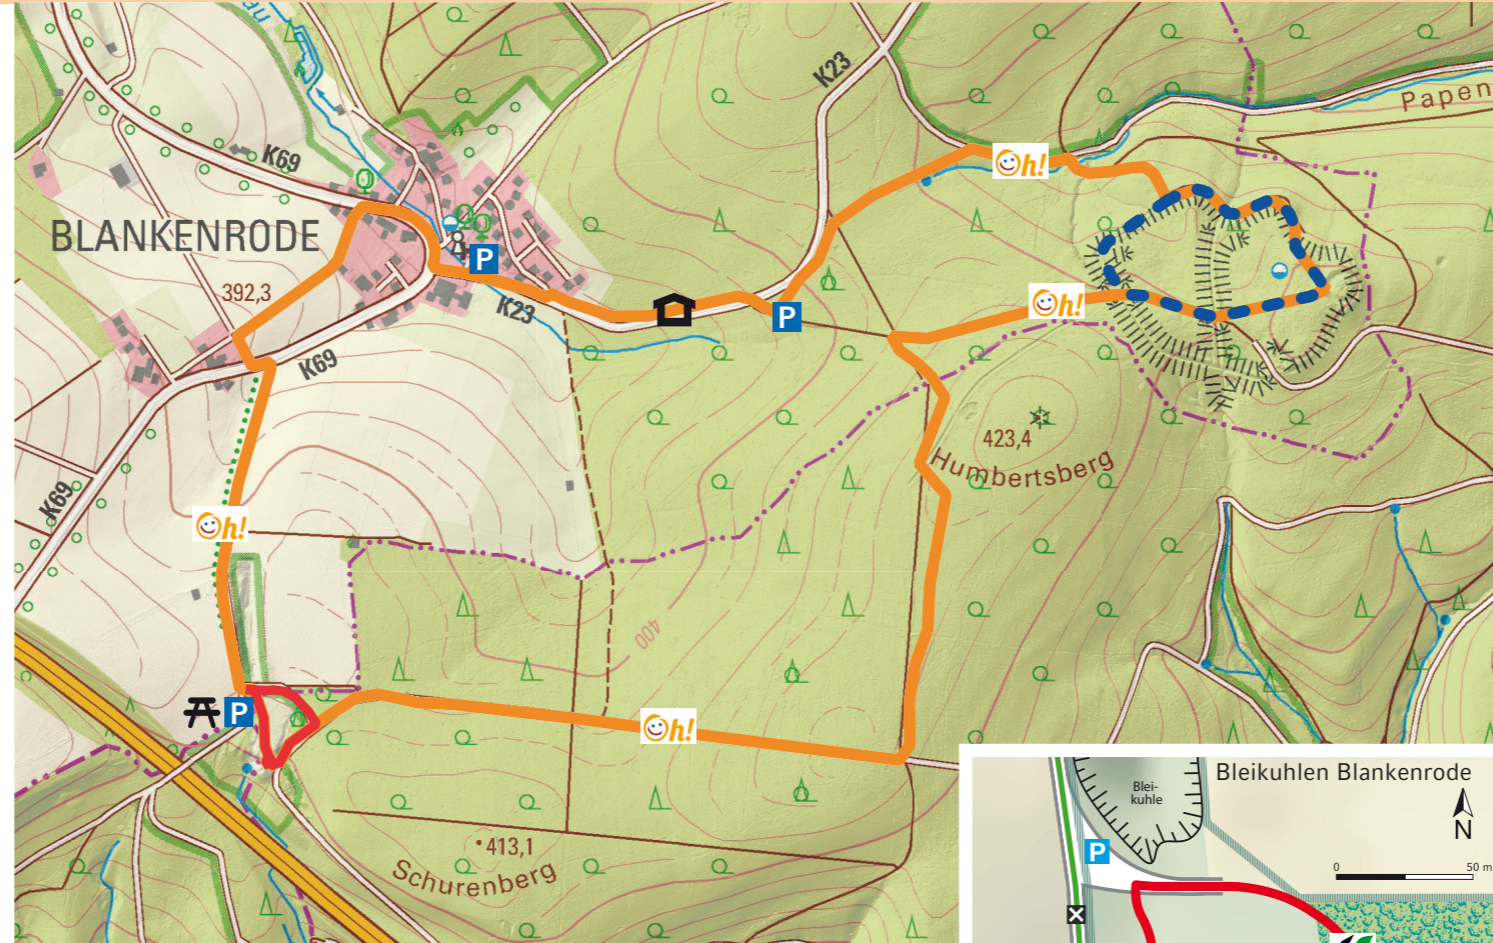 au
K23
Papen
K69
BLANKENRODE
P
Oh!
392,3
K23
P
Oh!
K69
423,4
Humbertsberg
K69
Oh!
400
P
Oh!
413,1
Schurenberg
Bleikuhlen Blankenrode
Blei-
kuhle
N
P
0 50 m